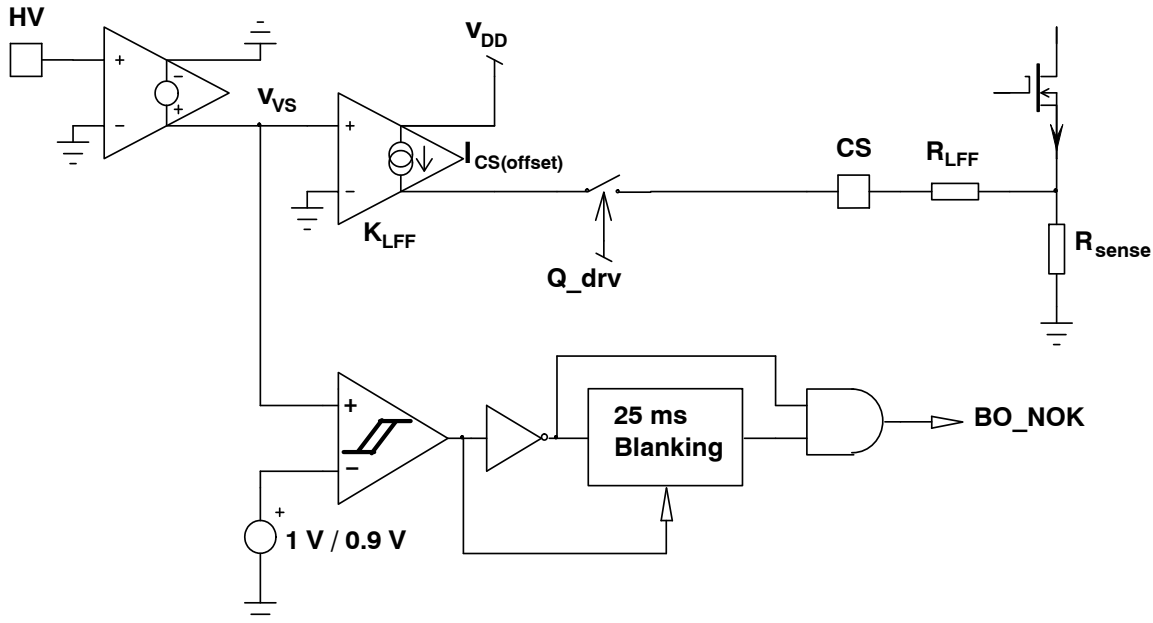 HV
VDD
vVS
ICS(offset)
KLFF
Q_drv
CS
RLFF
Rsense
25 ms
Blanking
BO_NOK
1 V / 0.9 V